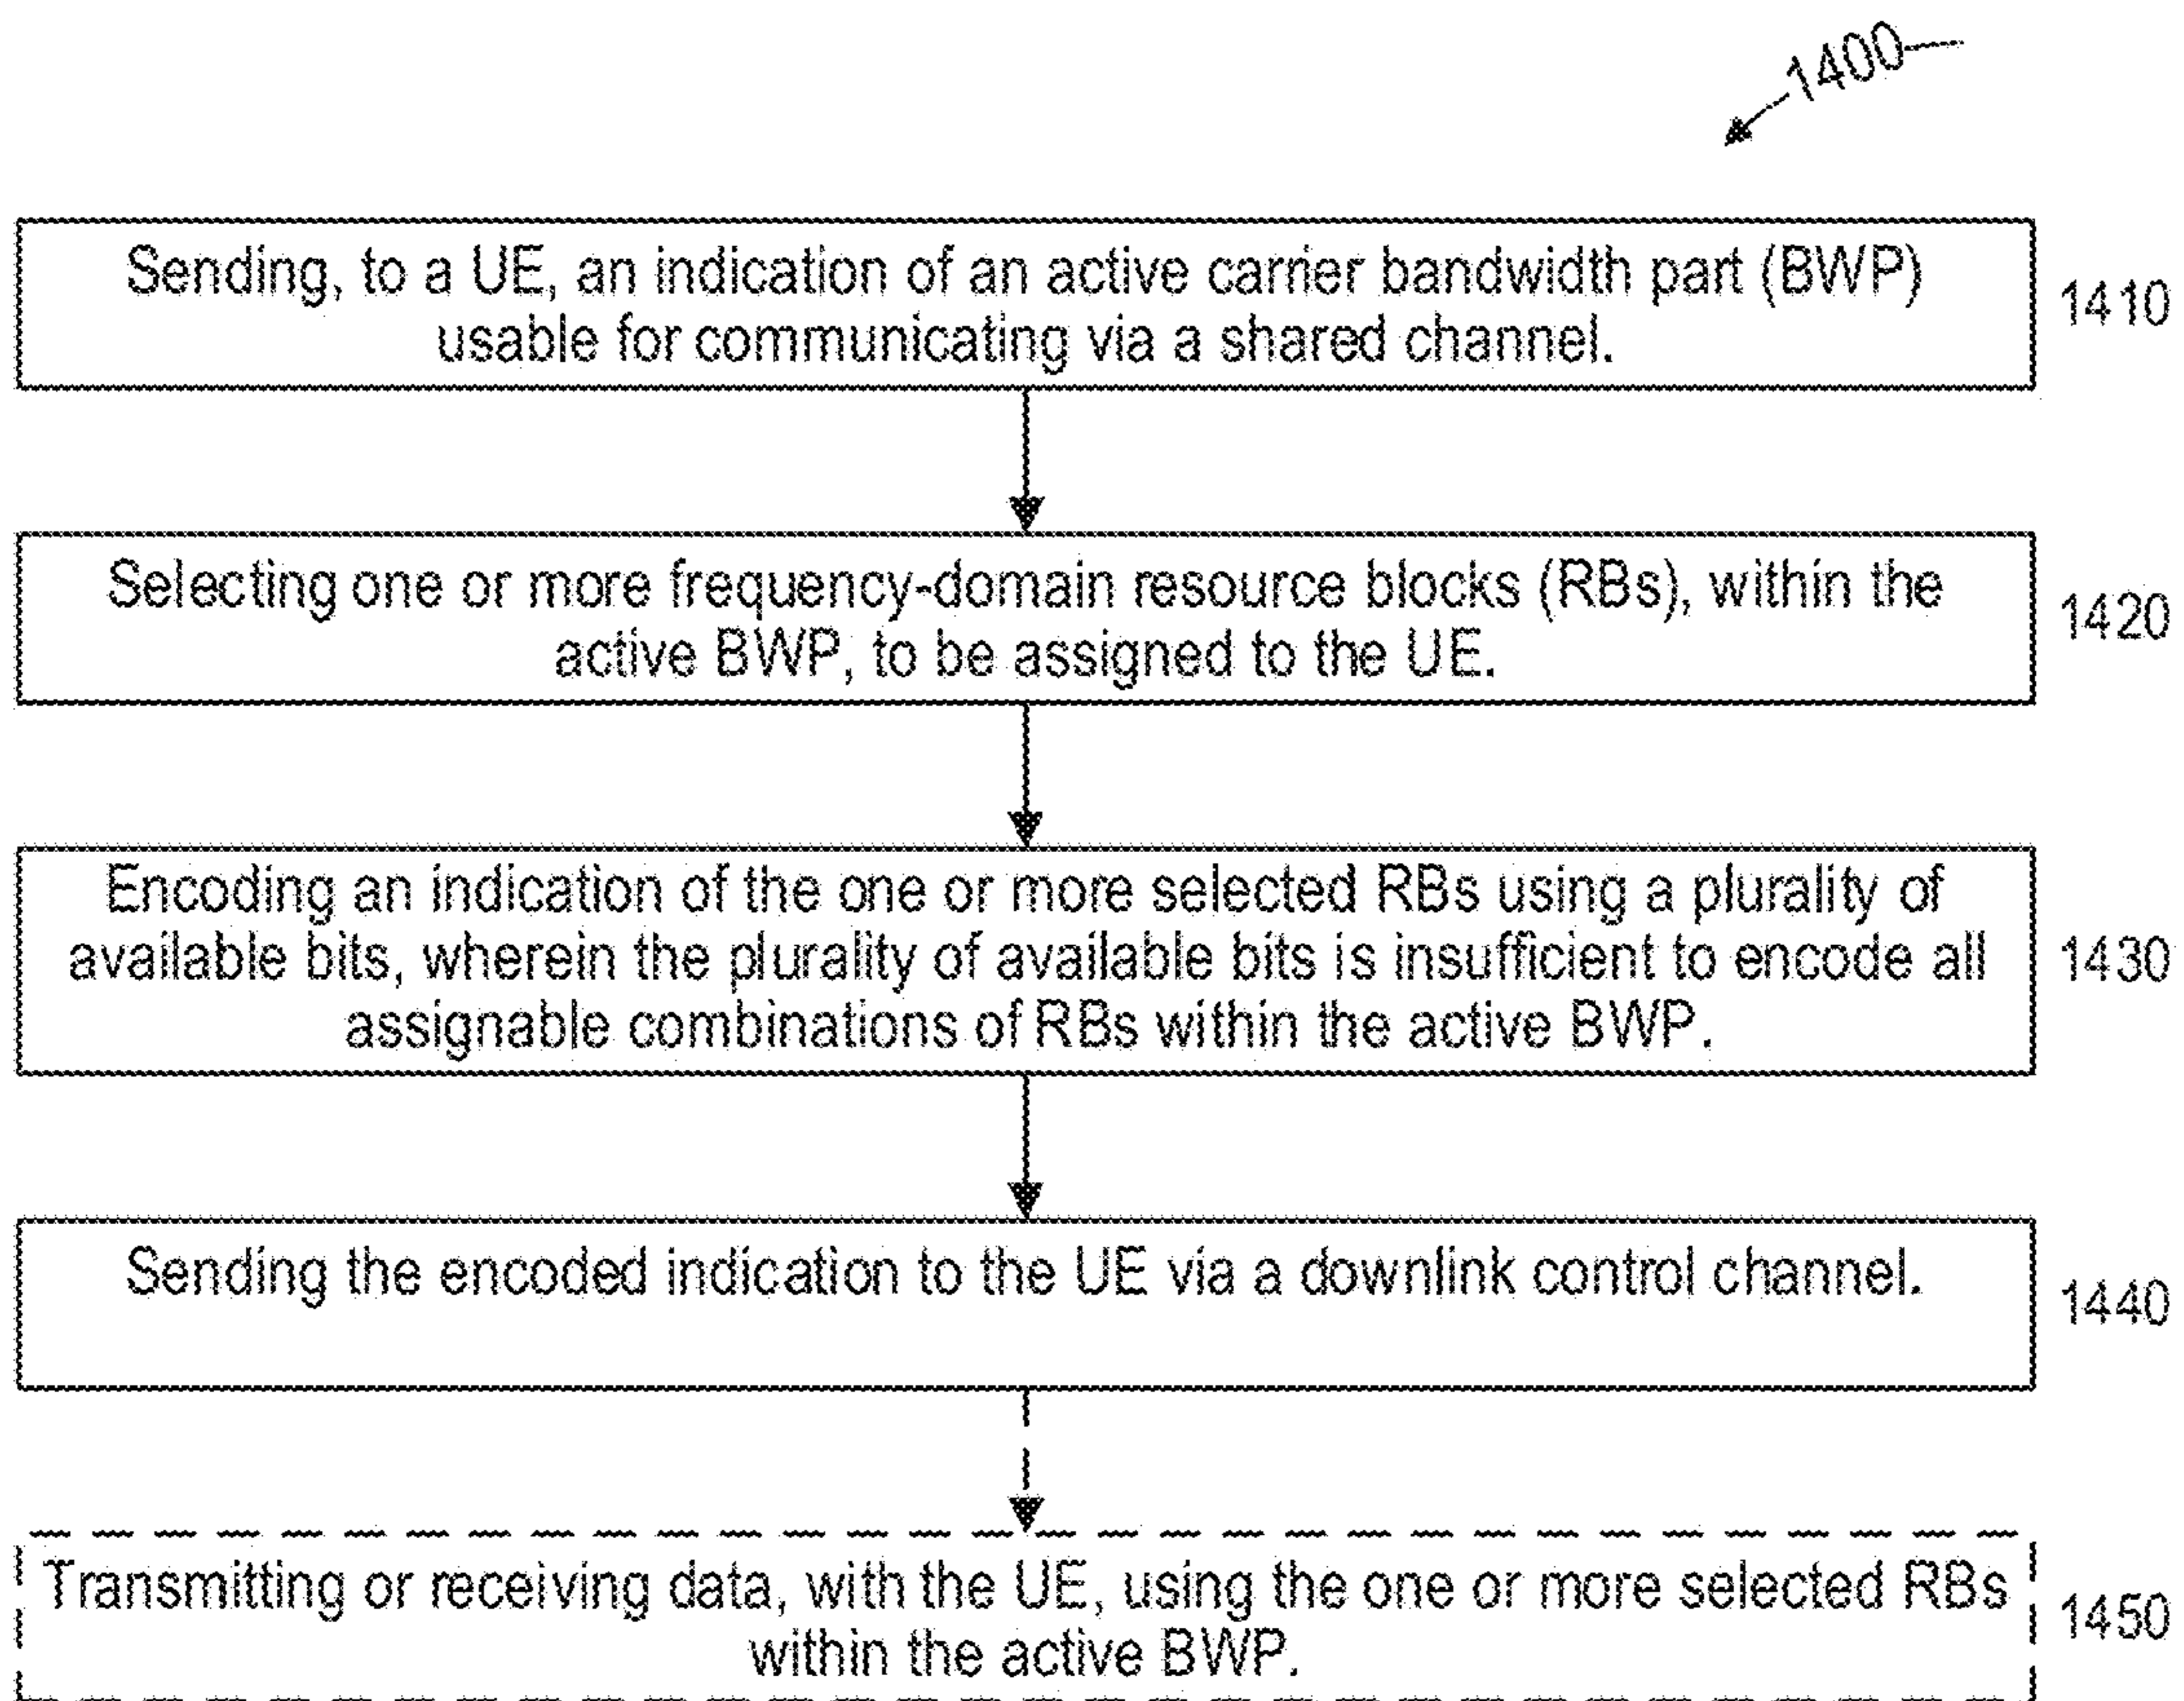 1400
Sending, to a UE, an indication of an active carrier bandwidth part (BWP)
usable for communicating via a shared channel.
1410
Selecting one or more frequency-domain resource blocks (RBs), within the
active BWP, to be assigned to the UE.
1420
Encoding an indication of the one or more selected RBs using a plurality of
available bits, wherein the plurality of available bits is insufficient to encode all
assignable combinations of RBs within the active BWP.
1430
Sending the encoded indication to the UE via a downlink control channel.
1440
Transmitting or receiving data, with the UE, using the one or more selected RBs
within the active BWP.
1450